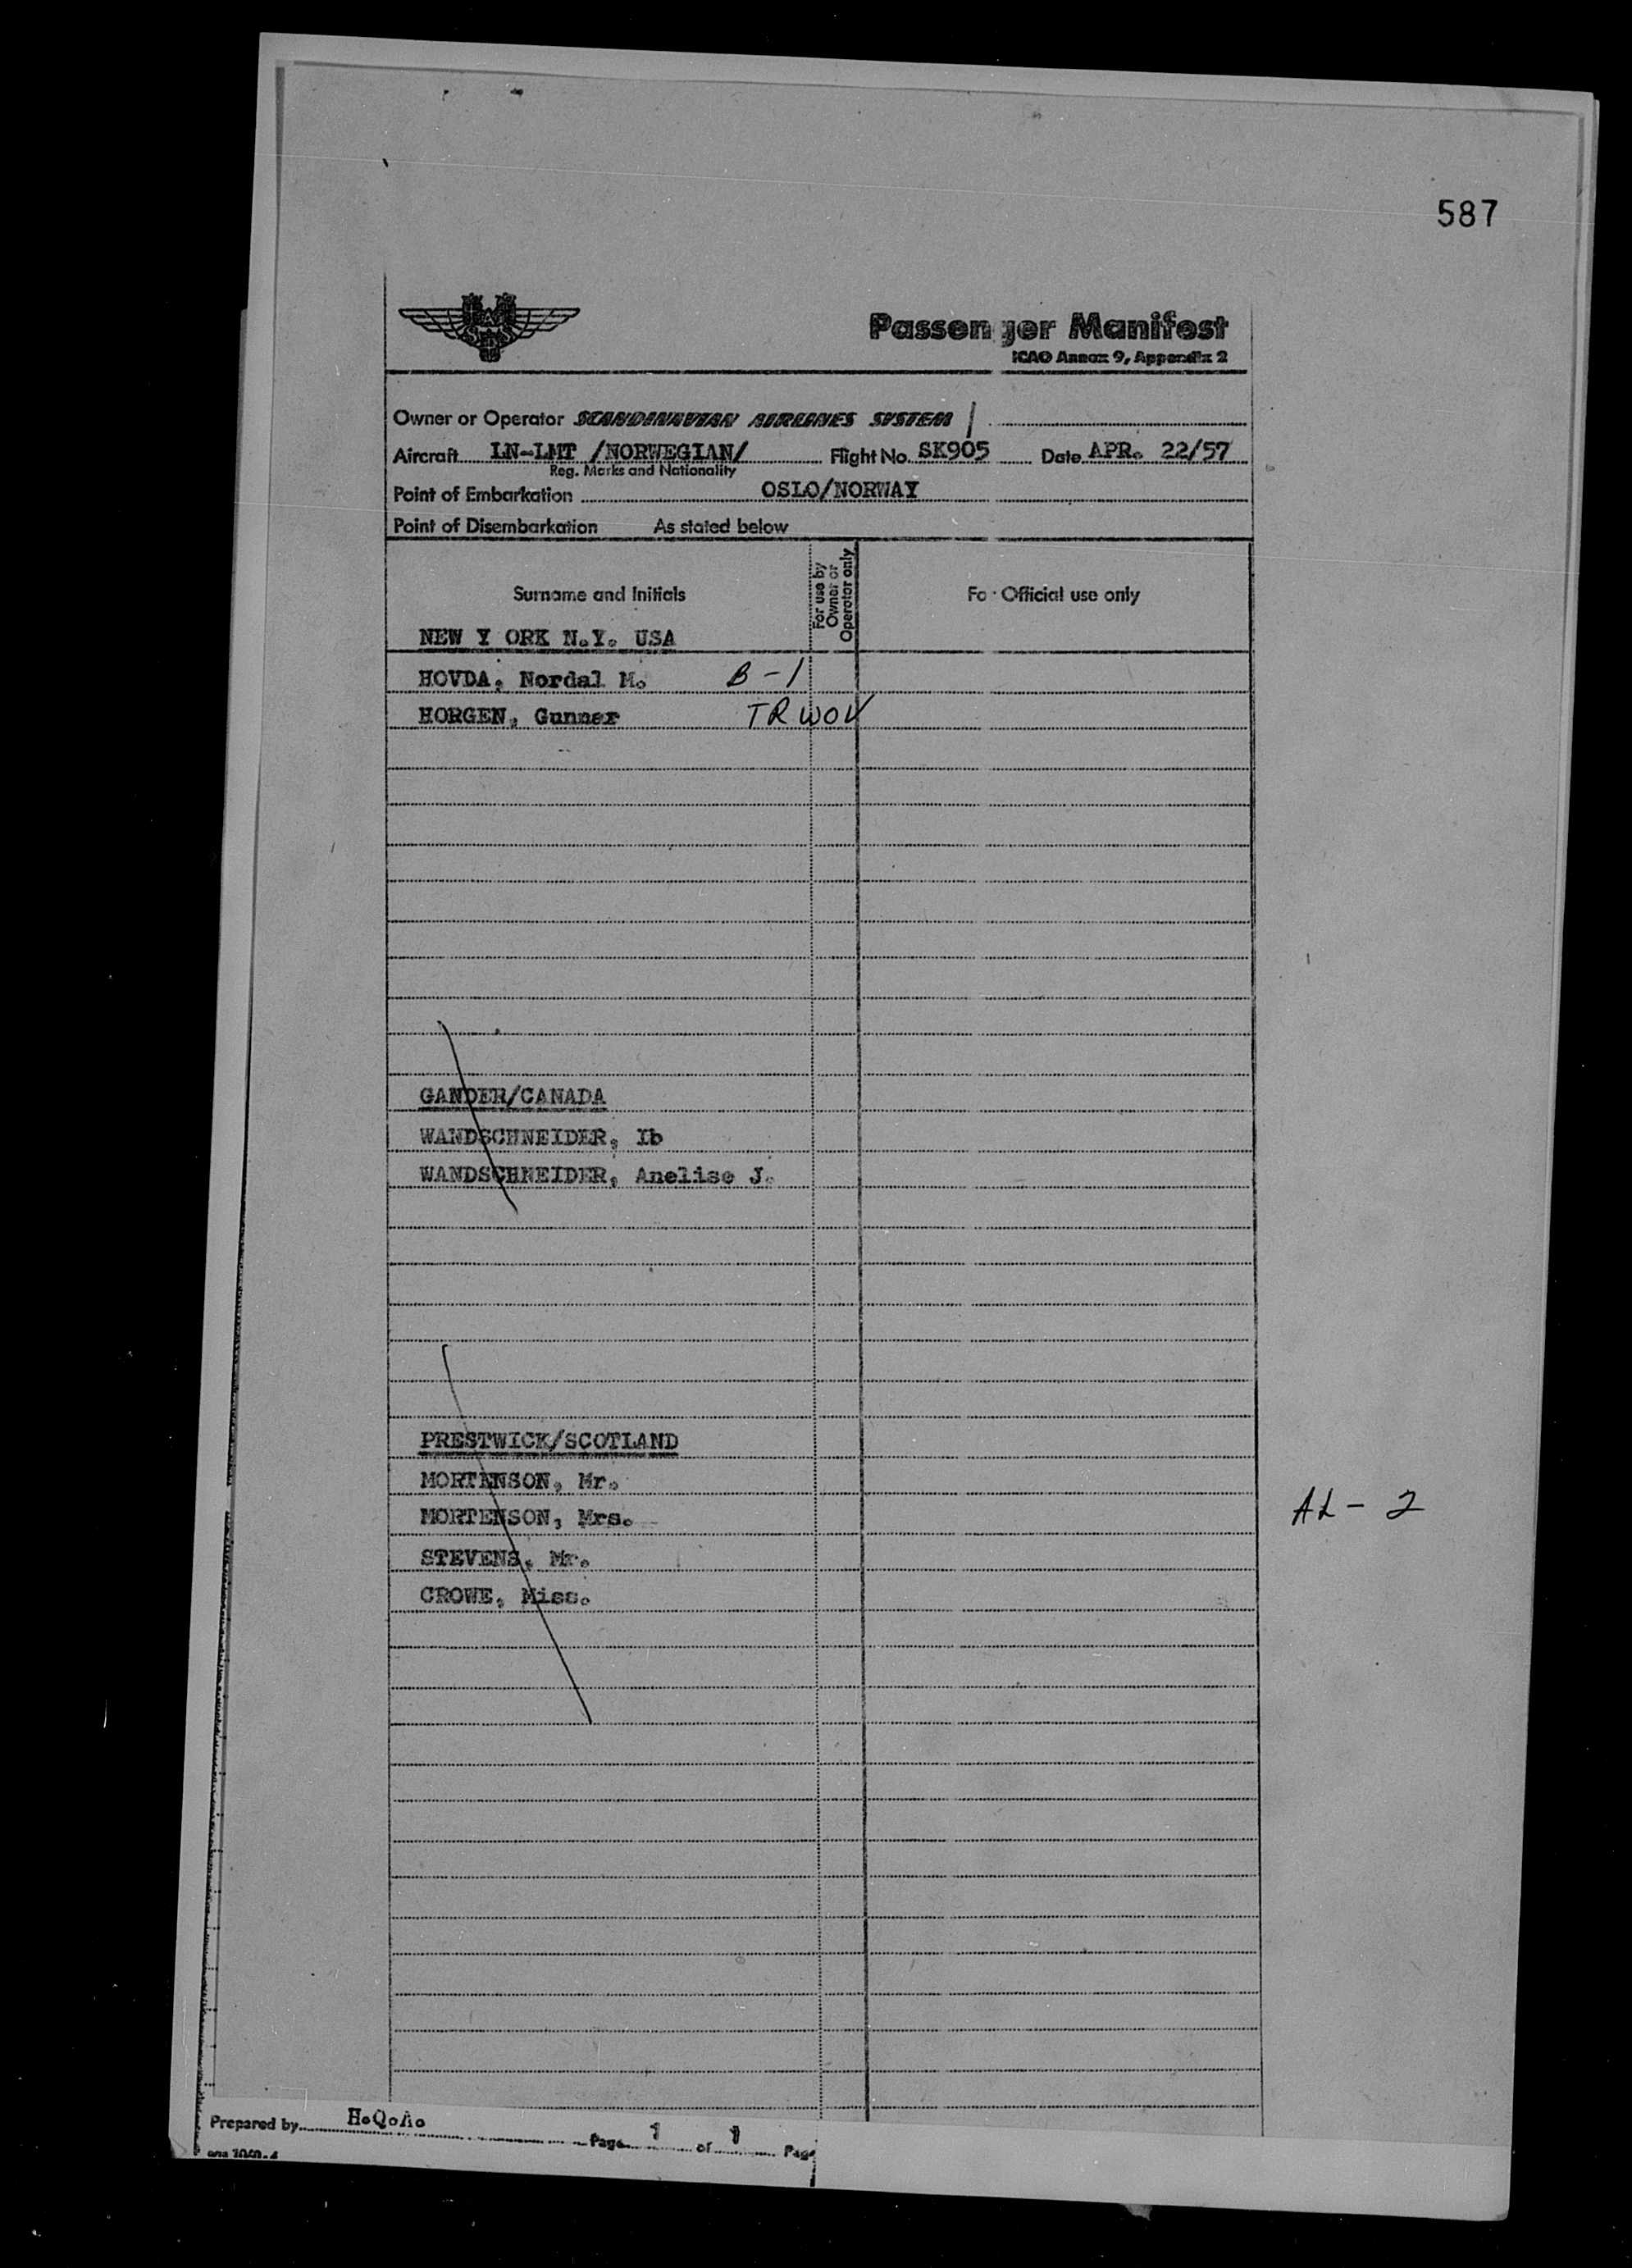 587
SAS
Passenger Manifest
ICAO Annex 9, Appendix 2
Owner or Operator SCANDINAVIAN AIRLINES SYSTEM
Aircraft LN-LMT /NORWEGIAN/ Flight No. SK905 Date APR. 22/57
Reg. Marks and Nationality
Point of Embarkation OSLO/NORWAY
Point of Disembarkation As stated below
Surname and Initials
For use by Owner or Operator only
For Official use only
NEW Y ORK N.Y. USA
HOVDA, Nordal M. B-1
HORGEN, Gunnar TRWOV
GANDER/CANADA
WANDSCHNEIDER, Ib
WANDSCHNEIDER, Anelise J.
PRESTWICK/SCOTLAND
MORTENSON, Mr.
MORTENSON, Mrs.
AL - 2
STEVENS, Mr.
CROWE, Miss.
Prepared by H.Q.A. Page 1 of 1 Page